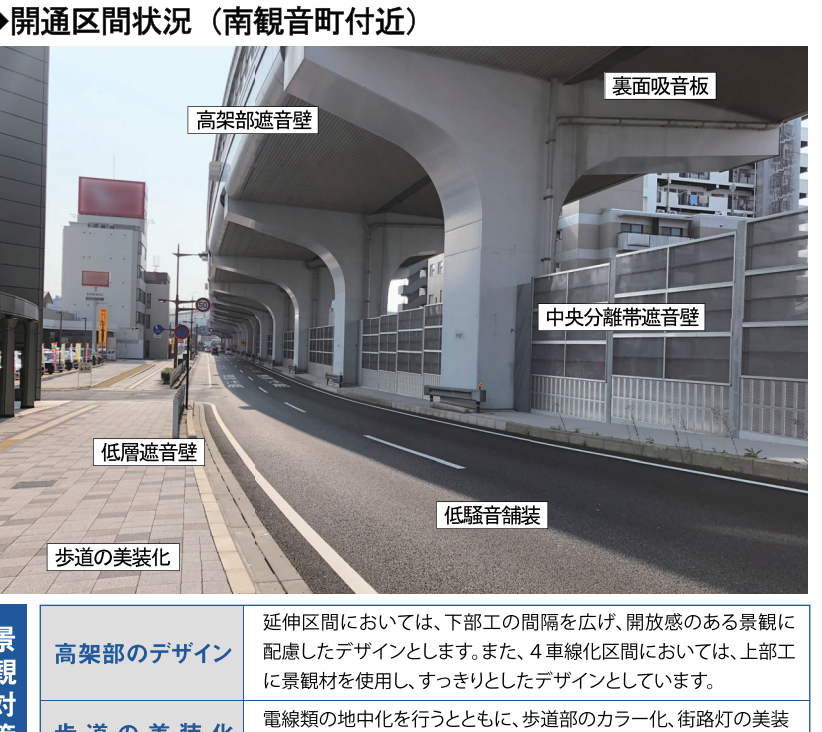 ◆開通区間状況（南観音町付近）
裏面吸音板
高架部遮音壁
中央分離帯遮音壁
50
低層遮音壁
低騒音舗装
歩道の美装化
景観対
高架部のデザイン
延伸区間においては、下部工の間隔を広げ、開放感のある景観に
配慮したデザインとします。また、４車線化区間においては、上部工
に景観材を使用し、すっきりとしたデザインとしています。
歩道の美装化
電線類の地中化を行うとともに、歩道部のカラー化、街路灯の美装